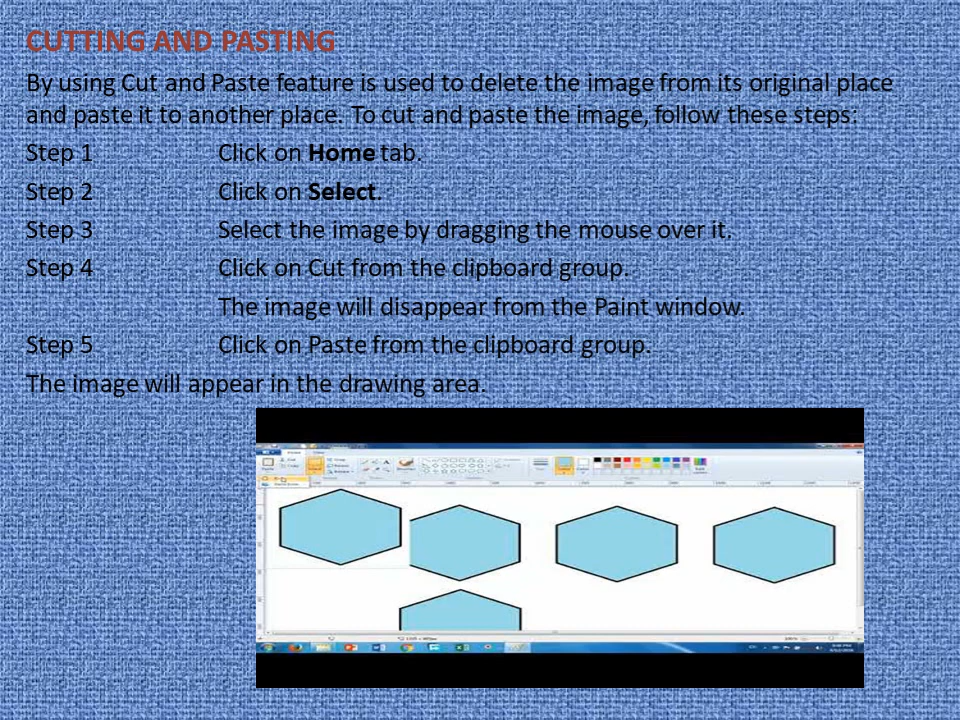 CUTTING AND PASTING
By using Cut and Paste feature is used to delete the image from its original place
and paste it to another place. To cut and paste the image, follow these steps:
Step 1 Click on Home tab.
Step 2 Click on Select.
Step 3 Select the image by dragging the mouse over it.
Step 4 Click on Cut from the clipboard group.
The image will disappear from the Paint window.
Step 5 Click on Paste from the clipboard group.
The image will appear in the drawing area.